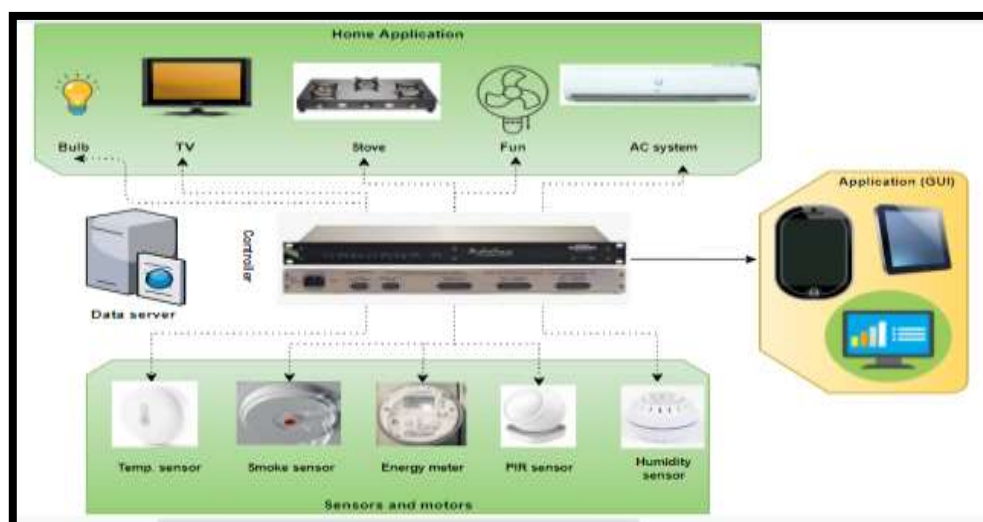 Home Application
Bulb
TV
Stove
Fun
AC system
Application (GUI)
Controller
Data server
Temp. sensor
Smoke sensor
Energy meter
PIR sensor
Humidity
sensor
Sensors and motors